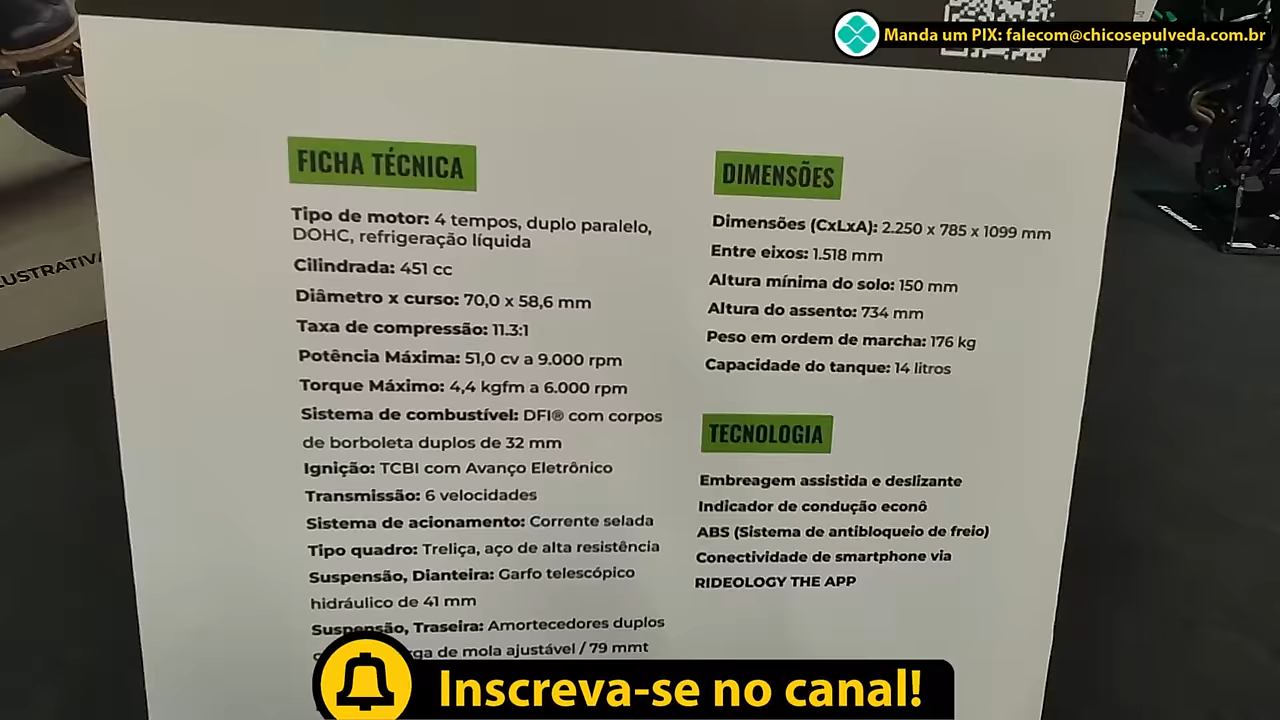 Manda um PIX: falecom@chicosepulveda.com.br
FICHA TÉCNICA
Tipo de motor: 4 tempos, duplo paralelo,
DOHC, refrigeração líquida
Cilindrada: 451 cc
Diâmetro x curso: 70,0 x 58,6 mm
Taxa de compressão: 11.3:1
Potência Máxima: 51,0 cv a 9.000 rpm
Torque Máximo: 4,4 kgfm a 6.000 rpm
Sistema de combustível: DFI® com corpos
de borboleta duplos de 32 mm
Ignição: TCBI com Avanço Eletrônico
Transmissão: 6 velocidades
Sistema de acionamento: Corrente selada
Tipo quadro: Treliça, aço de alta resistência
Suspensão, Dianteira: Garfo telescópico
hidráulico de 41 mm
Suspensão, Traseira: Amortecedores duplos
de mola ajustável / 79 mmt
DIMENSÕES
Dimensões (CxLxA): 2.250 x 785 x 1099 mm
Entre eixos: 1.518 mm
Altura mínima do solo: 150 mm
Altura do assento: 734 mm
Peso em ordem de marcha: 176 kg
Capacidade do tanque: 14 litros
TECNOLOGIA
Embreagem assistida e deslizante
Indicador de condução econô
ABS (Sistema de antibloqueio de freio)
Conectividade de smartphone via
RIDEOLOGY THE APP
Inscreva-se no canal!